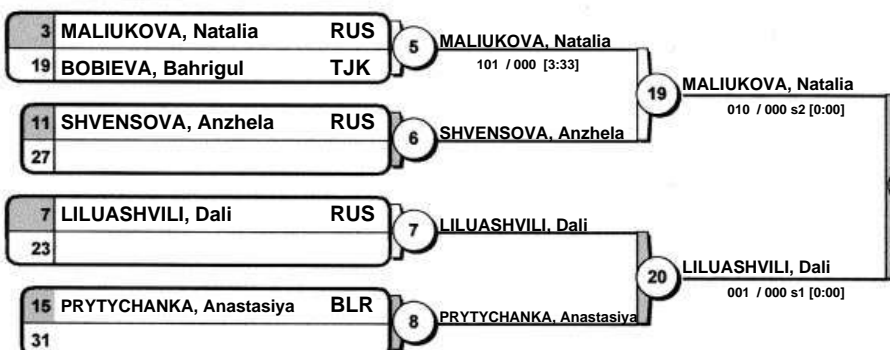 3 MALIUKOVA, Natalia RUS
19 BOBIEVA, Bahrigul TJK
5
MALIUKOVA, Natalia
101 / 000 [3:33]
11 SHVENSOVA, Anzhela RUS
27
6
SHVENSOVA, Anzhela
19
MALIUKOVA, Natalia
010 / 000 s2 [0:00]
7 LILUASHVILI, Dali RUS
23
7
LILUASHVILI, Dali
15 PRYTYCHANKA, Anastasiya BLR
31
8
PRYTYCHANKA, Anastasiya
20
LILUASHVILI, Dali
001 / 000 s1 [0:00]